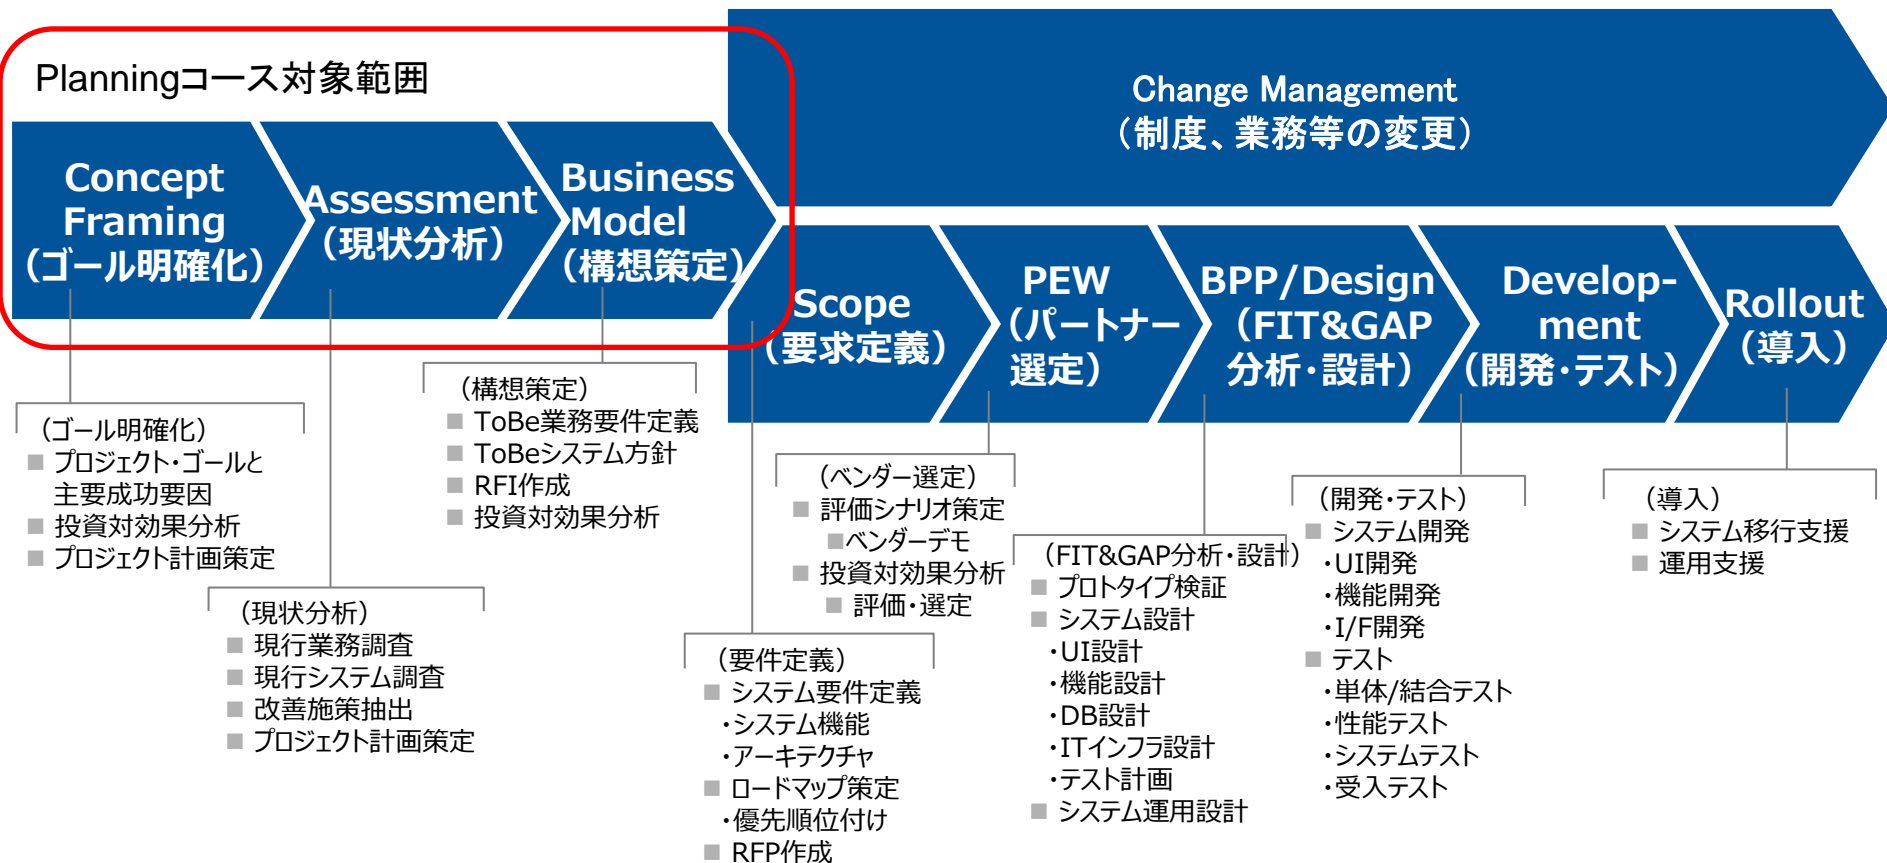 Planningコース対象範囲
Change Management
（制度、業務等の変更）
Concept
Framing
（ゴール明確化）
Assessment
（現状分析）
Business
Model
（構想策定）
Scope
（要求定義）
PEW
（パートナー
選定）
BPP/Design
（FIT&GAP
分析・設計）
Develop-
ment
（開発・テスト）
Rollout
（導入）
（ゴール明確化）
■ プロジェクト・ゴールと
主要成功要因
■ 投資対効果分析
■ プロジェクト計画策定
（現状分析）
■ 現行業務調査
■ 現行システム調査
■ 改善施策抽出
■ プロジェクト計画策定
（構想策定）
■ ToBe業務要件定義
■ ToBeシステム方針
■ RFI作成
■ 投資対効果分析
（要件定義）
■ システム要件定義
・システム機能
・アーキテクチャ
■ ロードマップ策定
・優先順位付け
■ RFP作成
（ベンダー選定）
■ 評価シナリオ策定
■ベンダーデモ
■ 投資対効果分析
■ 評価・選定
（FIT&GAP分析・設計）
■ プロトタイプ検証
■ システム設計
・UI設計
・機能設計
・DB設計
・ITインフラ設計
・テスト計画
■ システム運用設計
（開発・テスト）
■ システム開発
・UI開発
・機能開発
・I/F開発
■ テスト
・単体/結合テスト
・性能テスト
・システムテスト
・受入テスト
（導入）
■ システム移行支援
■ 運用支援